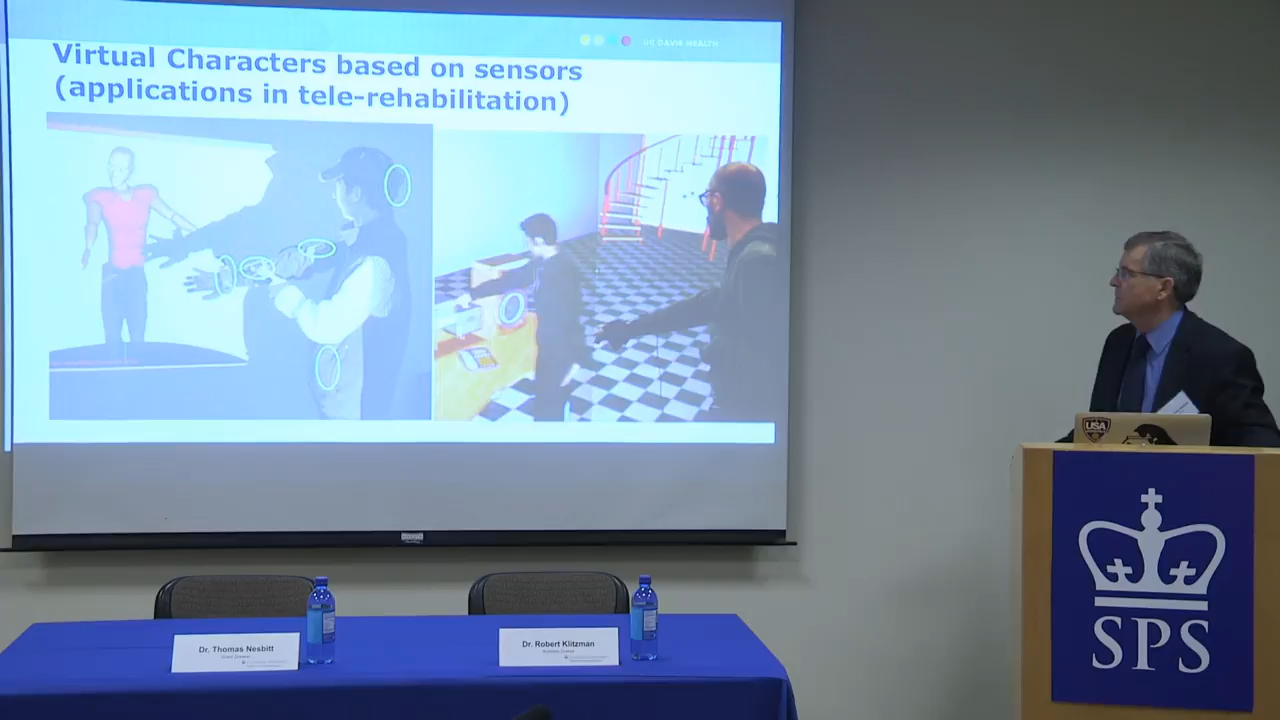 UC DAVIS HEALTH
Virtual Characters based on sensors
(applications in tele-rehabilitation)
USA
SPS
Dr. Thomas Nesbitt
Dr. Robert Klitzman